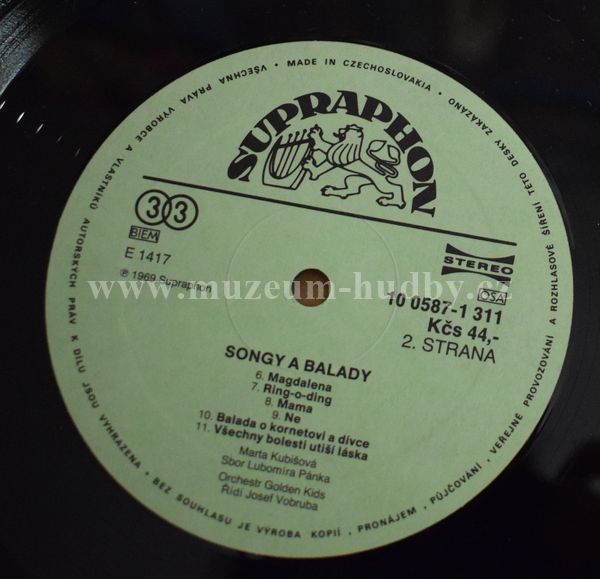 VŠECHNA PRÁVA VÝROBCE A VLASTNÍKŮ AUTORSKÝCH PRÁV K DÍLU JSOU VYHRAZENA • BEZ SOUHLASU JE VÝROBA KOPIÍ • PRONÁJEM • PŮJČOVÁNÍ • VEŘEJNÉ PROVOZOVÁNÍ A ROZHLASOVÉ ŠÍŘENÍ TÉTO DESKY ZAKÁZÁNO • MADE IN CZECHOSLOVAKIA •
SUPRAPHON
33
BIEM
E 1417
℗ 1969 Supraphon
STEREO
www.muzeum-hudby.cz
10 0587-1 311
OSA
Kčs 44,-
2. STRANA
SONGY A BALADY
6. Magdalena
7. Ring-o-ding
8. Mama
9. Ne
10. Balada o kornetovi a dívce
11. Všechny bolesti utiší láska
Marta Kubišová
Sbor Lubomíra Pánka
Orchestr Golden Kids
Řídí Josef Vobruba